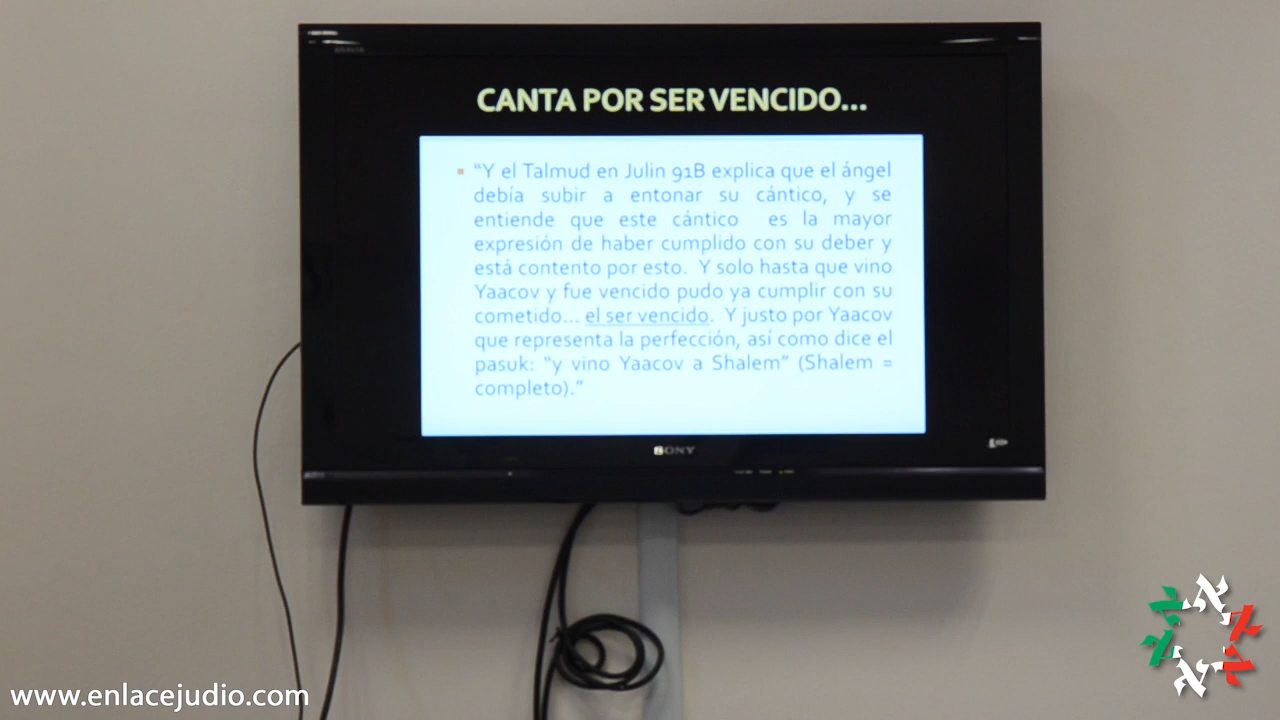 BRAVIA
CANTA POR SER VENCIDO...
"Y el Talmud en Julin 91B explica que el ángel
debía subir a entonar su cántico, y se
entiende que este cántico es la mayor
expresión de haber cumplido con su deber y
está contento por esto. Y solo hasta que vino
Yaacov y fue vencido pudo ya cumplir con su
cometido... el ser vencido. Y justo por Yaacov
que representa la perfección, así como dice el
pasuk: "y vino Yaacov a Shalem" (Shalem =
completo)."
SONY
www.enlacejudio.com